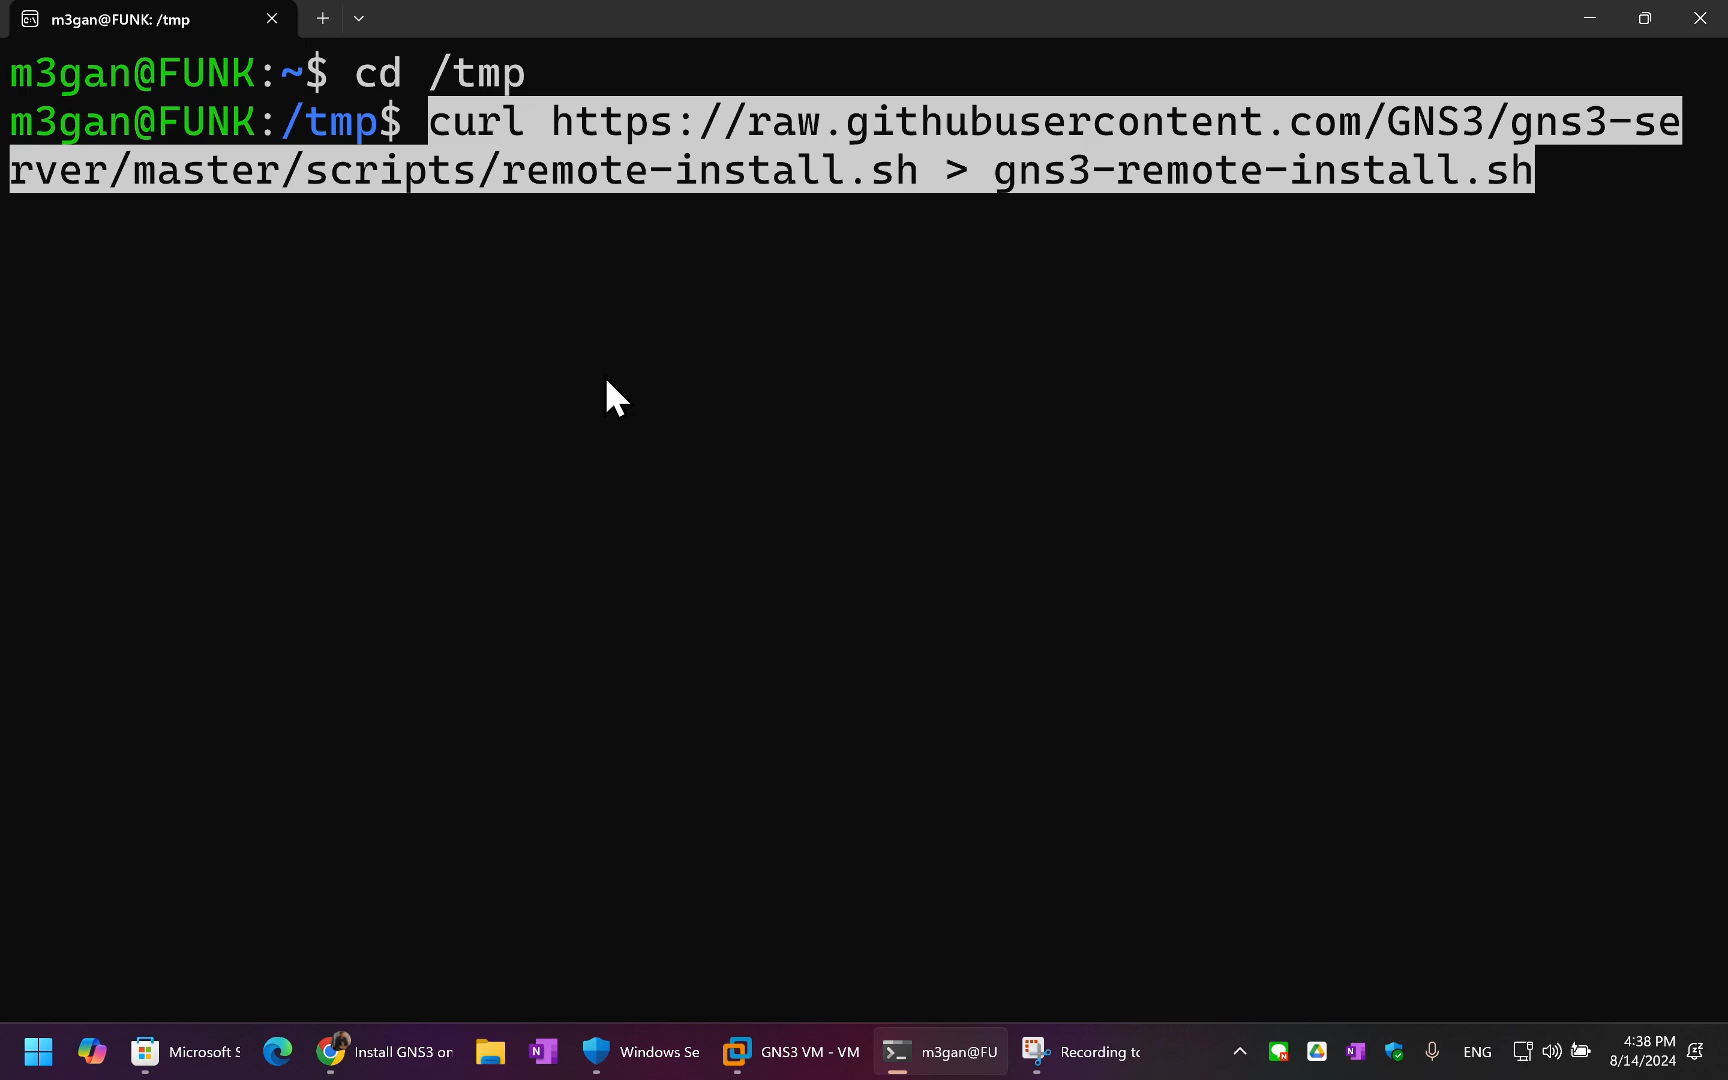 m3gan@FUNK: /tmp
m3gan@FUNK:~$ cd /tmp
m3gan@FUNK:/tmp$ curl https://raw.githubusercontent.com/GNS3/gns3-se
rver/master/scripts/remote-install.sh > gns3-remote-install.sh
Microsoft S
Install GNS3 on
Windows Se
GNS3 VM - VM
m3gan@FU
Recording to
ENG
4:38 PM
8/14/2024